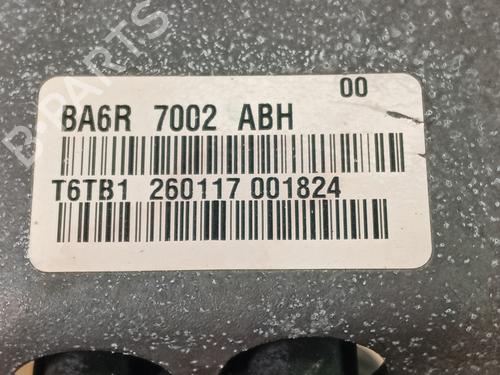 00
BA6R 7002 ABH
T6TB1 260117 001824
B-PARTS